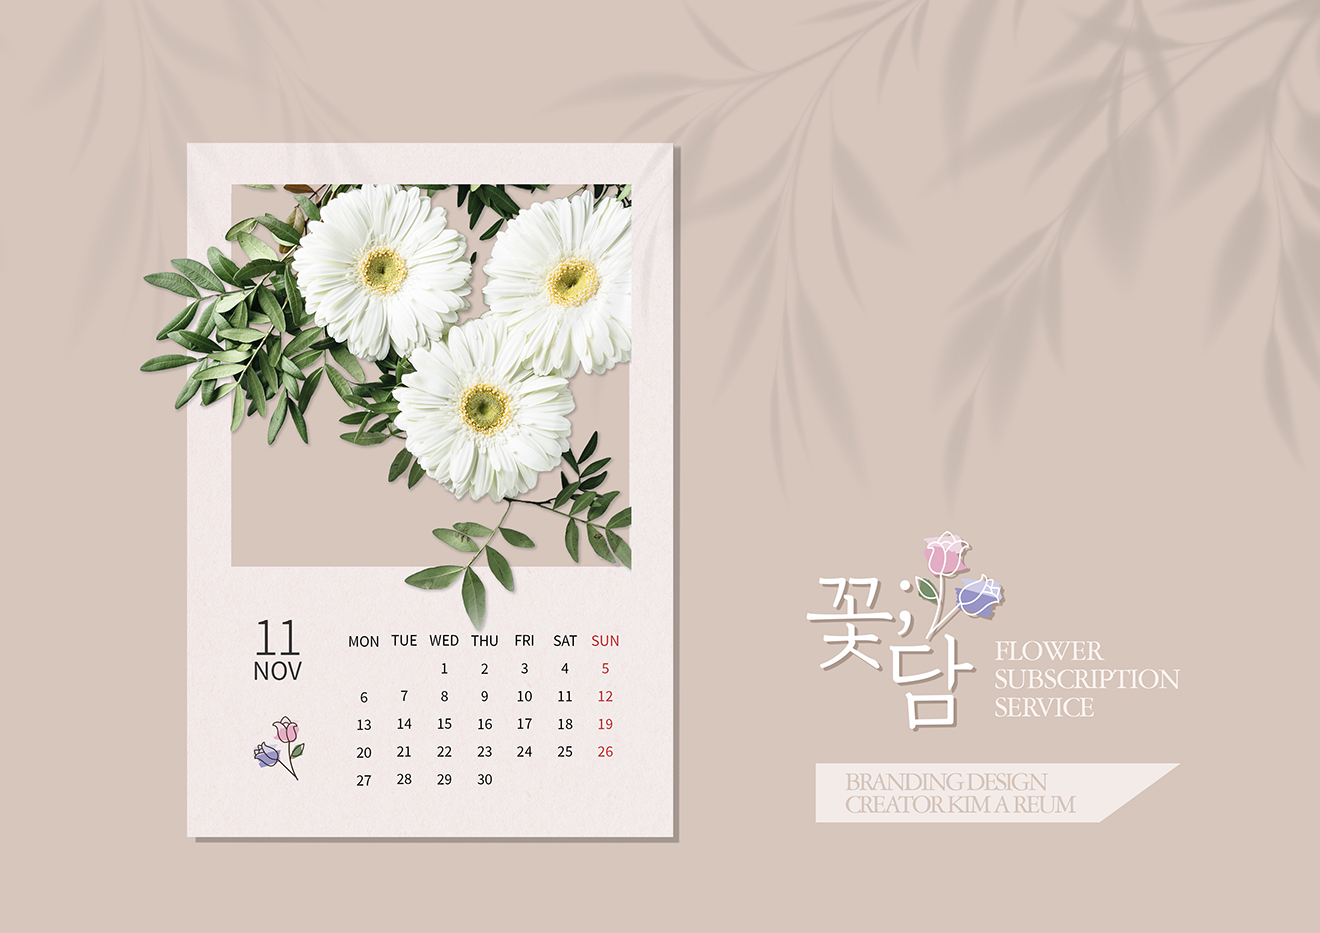 11
NOV
MON TUE WED THU FRI SAT SUN
1 2 3 4 5
6 7 8 9 10 11 12
13 14 15 16 17 18 19
20 21 22 23 24 25 26
27 28 29 30
꽃;
담
FLOWER
SUBSCRIPTION
SERVICE
BRANDING DESIGN
CREATOR KIM A REUM